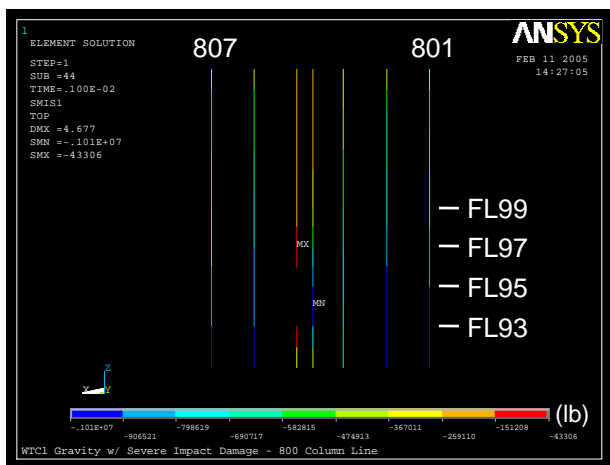 1
ELEMENT SOLUTION
STEP=1
SUB =44
TIME=.100E-02
SMIS1
TOP
DMX =4.677
SMN =-.101E+07
SMX =-43306
807
801
ANSYS
FEB 11 2005
14:27:05
FL99
MX
FL97
FL95
MN
FL93
Z
X
Y
(lb)
-.101E+07
-906521
-798619
-690717
-582815
-474913
-367011
-259110
-151208
-43306
WTC1 Gravity w/ Severe Impact Damage - 800 Column Line